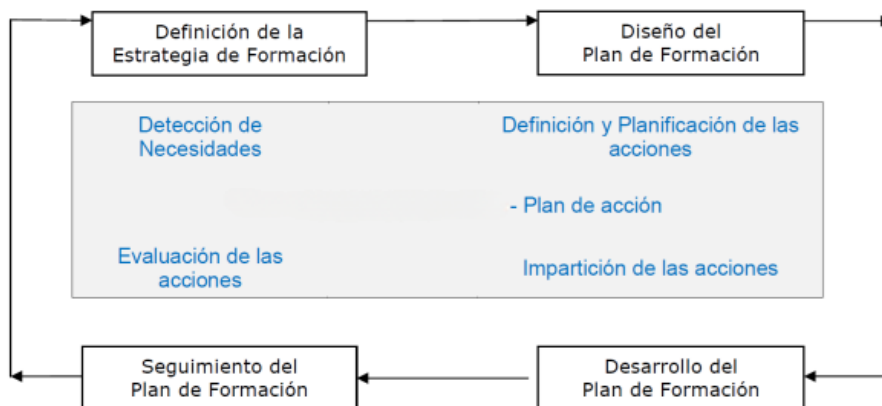 Definición de la
Estrategia de Formación
Diseño del
Plan de Formación
Detección de
Necesidades
Definición y Planificación de las
acciones
- Plan de acción
Evaluación de las
acciones
Impartición de las acciones
Seguimiento del
Plan de Formación
Desarrollo del
Plan de Formación